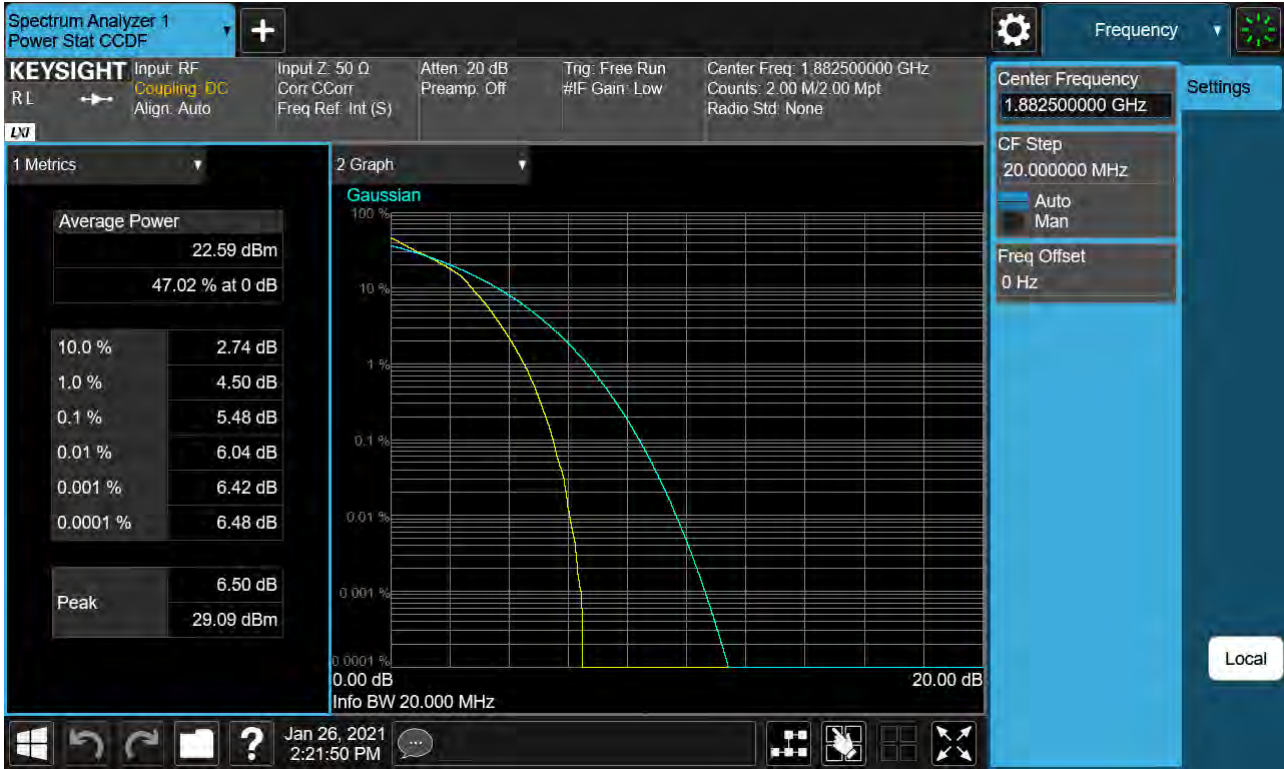 Spectrum Analyzer 1
Power Stat CCDF
Frequency
KEYSIGHT
R L
LXI
Input: RF
Coupling: DC
Align: Auto
Input Z: 50 Ω
Corr CCorr
Freq Ref: Int (S)
Atten: 20 dB
Preamp: Off
Trig: Free Run
#IF Gain: Low
Center Freq: 1.882500000 GHz
Counts: 2.00 M/2.00 Mpt
Radio Std: None
Center Frequency
1.882500000 GHz
Settings
CF Step
20.000000 MHz
Auto
Man
Freq Offset
0 Hz
Local
1 Metrics
Average Power
22.59 dBm
47.02 % at 0 dB
10.0 % 2.74 dB
1.0 % 4.50 dB
0.1 % 5.48 dB
0.01 % 6.04 dB
0.001 % 6.42 dB
0.0001 % 6.48 dB
Peak
6.50 dB
29.09 dBm
2 Graph
Gaussian
100 %
10 %
1 %
0.1 %
0.01 %
0.001 %
0.0001 %
0.00 dB 20.00 dB
Info BW 20.000 MHz
?
Jan 26, 2021
2:21:50 PM